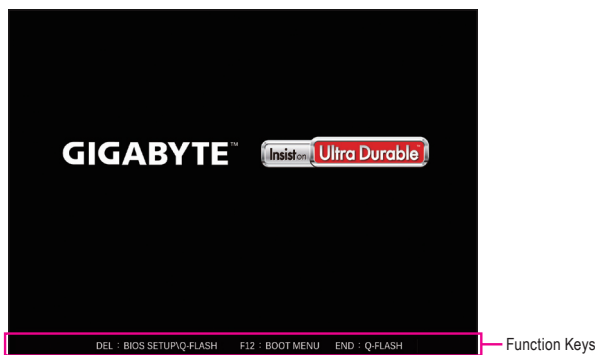 GIGABYTE™
Insist on Ultra Durable™
DEL : BIOS SETUP\Q-FLASH F12 : BOOT MENU END : Q-FLASH
Function Keys